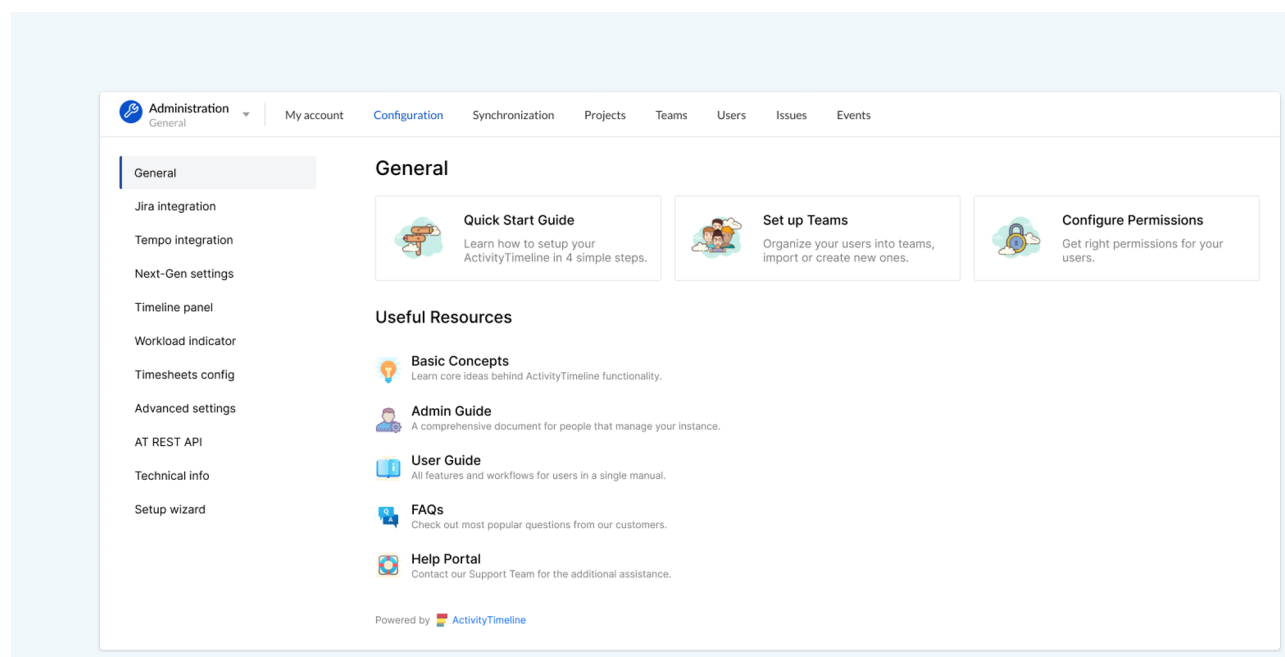 Administration
General
My account
Configuration
Synchronization
Projects
Teams
Users
Issues
Events
General
Jira integration
Tempo integration
Next-Gen settings
Timeline panel
Workload indicator
Timesheets config
Advanced settings
AT REST API
Technical info
Setup wizard
General
Quick Start Guide
Learn how to setup your
ActivityTimeline in 4 simple steps.
Set up Teams
Organize your users into teams,
import or create new ones.
Configure Permissions
Get right permissions for your
users.
Useful Resources
Basic Concepts
Learn core ideas behind ActivityTimeline functionality.
Admin Guide
A comprehensive document for people that manage your instance.
User Guide
All features and workflows for users in a single manual.
Q
A
FAQs
Check out most popular questions from our customers.
Help Portal
Contact our Support Team for the additional assistance.
Powered by ActivityTimeline